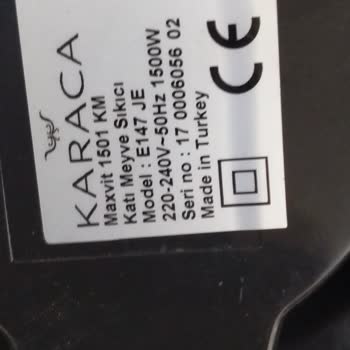 KARACA
Maxvit 1501 KM
Katı Meyve Sıkıcı
Model : E147 JE
220-240V~50Hz 1500W
Seri no : 17 0006056 02
Made in Turkey
CE